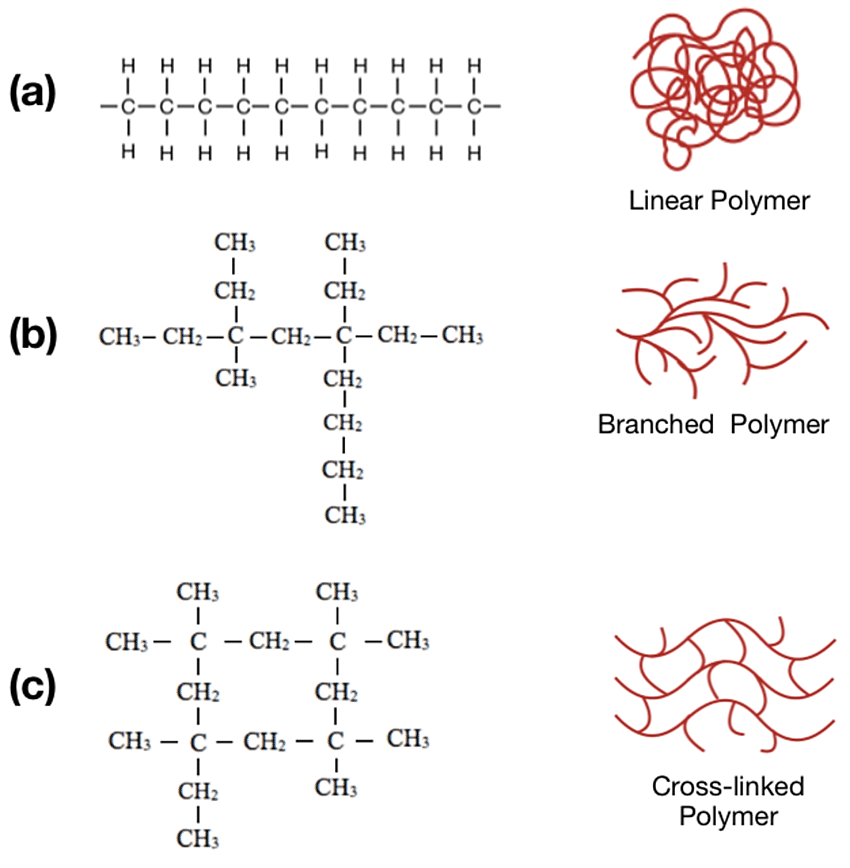 (a)
H H H H H H H H H H
–C–C–C–C–C–C–C–C–C–C–
H H H H H H H H H H
Linear Polymer
(b)
CH₃ CH₃
CH₂ CH₂
CH₃– CH₂–C–CH₂–C–CH₂–CH₃
CH₃ CH₂
CH₂
CH₂
CH₃
Branched Polymer
(c)
CH₃ CH₃
CH₃– C –CH₂– C –CH₃
CH₂ CH₂
CH₃ – C – CH₂ – C – CH₃
CH₂ CH₃
CH₃
Cross-linked
Polymer